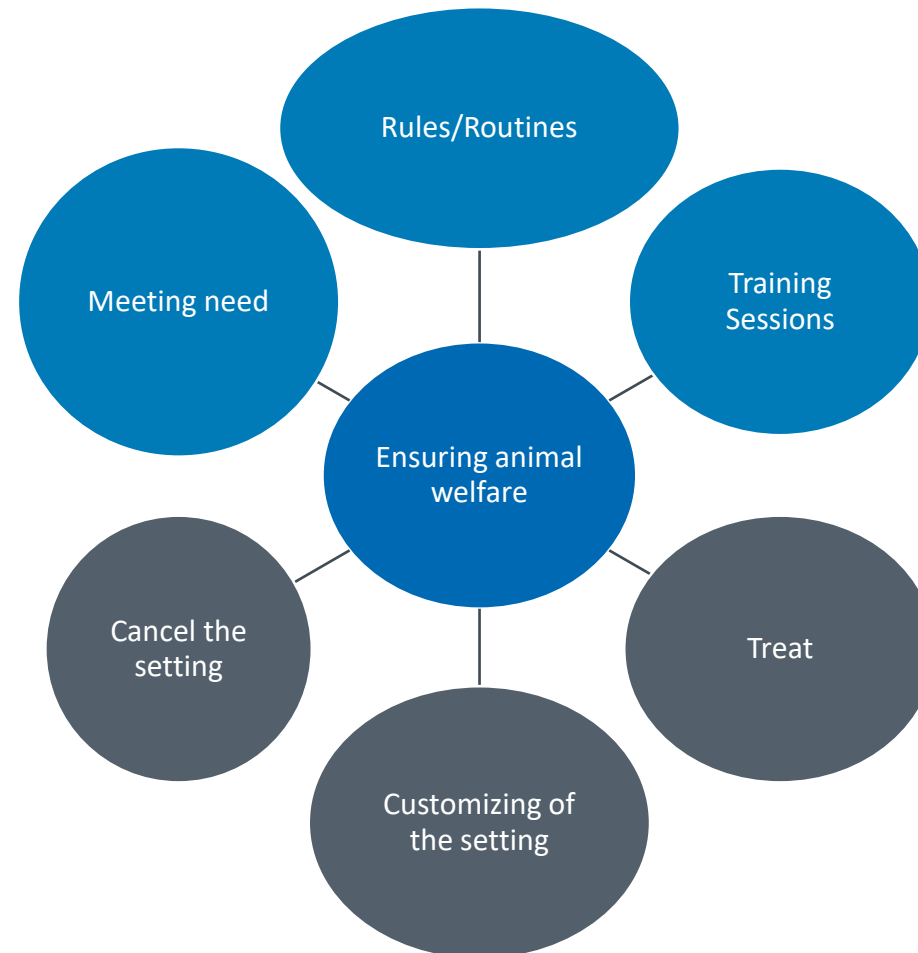 Rules/Routines
Meeting need
Training
Sessions
Ensuring animal
welfare
Cancel the
setting
Treat
Customizing of
the setting